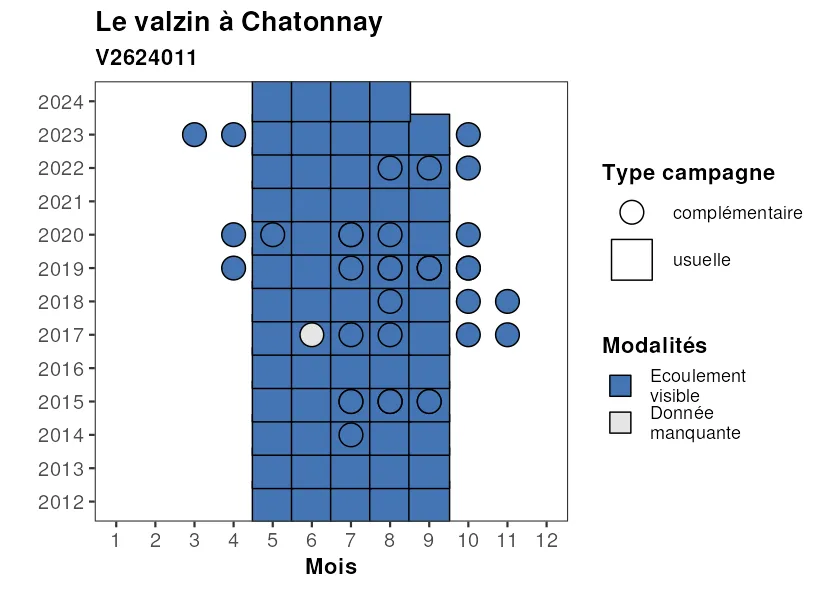 Le valzin à Chatonnay
V2624011
2024
2023
2022
2021
2020
2019
2018
2017
2016
2015
2014
2013
2012
1 2 3 4 5 6 7 8 9 10 11 12
Mois
Type campagne
complémentaire
usuelle
Modalités
Ecoulement
visible
Donnée
manquante